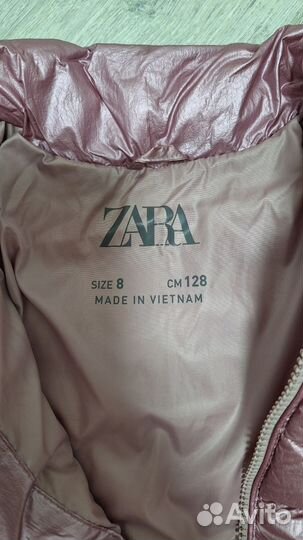 ZARA
SIZE 8 CM 128
MADE IN VIETNAM
Avito